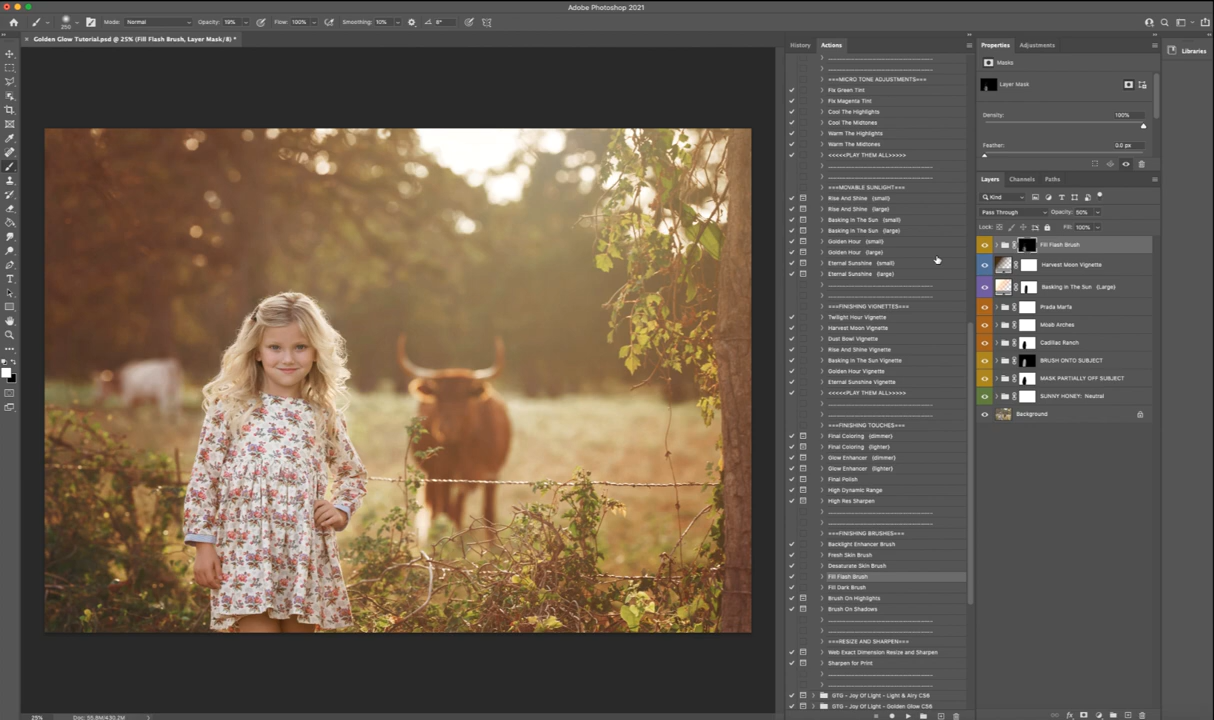 Adobe Photoshop 2021
250
Mode: Normal
Opacity: 19%
Flow: 100%
Smoothing: 10%
8°
× Golden Glow Tutorial.psd @ 25% (Fill Flash Brush, Layer Mask/8) *
History
Actions
===MICRO TONE ADJUSTMENTS===
Fix Green Tint
Fix Magenta Tint
Cool The Highlights
Cool The Midtones
Warm The Highlights
Warm The Midtones
<<<<<PLAY THEM ALL>>>>>
===MOVABLE SUNLIGHT===
Rise And Shine (small)
Rise And Shine (large)
Basking In The Sun (small)
Basking In The Sun (large)
Golden Hour (small)
Golden Hour (large)
Eternal Sunshine (small)
Eternal Sunshine (large)
===FINISHING VIGNETTES===
Twilight Hour Vignette
Harvest Moon Vignette
Dust Bowl Vignette
Rise And Shine Vignette
Basking In The Sun Vignette
Golden Hour Vignette
Eternal Sunshine Vignette
<<<<<PLAY THEM ALL>>>>>
===FINISHING TOUCHES===
Final Coloring (dimmer)
Final Coloring (lighter)
Glow Enhancer (dimmer)
Glow Enhancer (lighter)
Final Polish
High Dynamic Range
High Res Sharpen
===FINISHING BRUSHES===
Backlight Enhancer Brush
Fresh Skin Brush
Desaturate Skin Brush
Fill Flash Brush
Fill Dark Brush
Brush On Highlights
Brush On Shadows
===RESIZE AND SHARPEN===
Web Exact Dimension Resize and Sharpen
Sharpen for Print
GTG - Joy Of Light - Light & Airy CS6
GTG - Joy Of Light - Golden Glow CS6
Properties
Adjustments
Masks
Layer Mask
Density: 100%
Feather: 0.0 px
Layers
Channels
Paths
Kind
Pass Through
Opacity: 50%
Lock:
Fill: 100%
Fill Flash Brush
Harvest Moon Vignette
Basking In The Sun (Large)
Prada Marfa
Moab Arches
Cadillac Ranch
BRUSH ONTO SUBJECT
MASK PARTIALLY OFF SUBJECT
SUNNY HONEY: Neutral
Background
Libraries
25%
Doc: 55.8M/430.2M